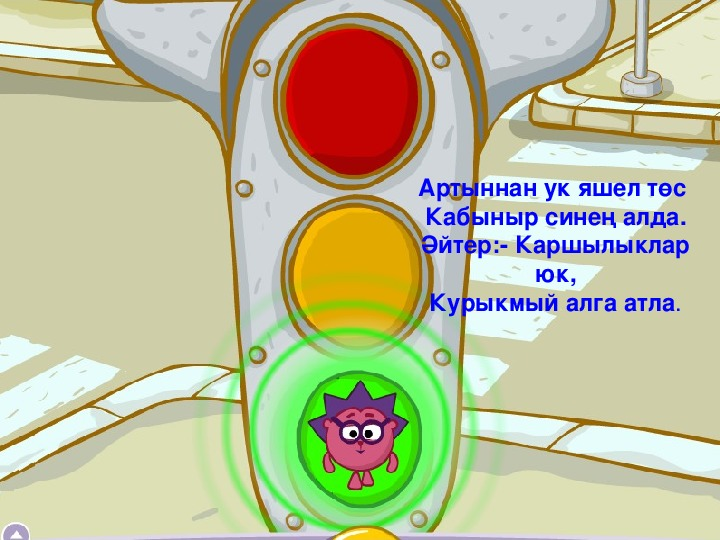 Артыннан ук яшел төс
Кабыныр синең алда.
Әйтер:- Каршылыклар
юк,
Курыкмый алга атла.